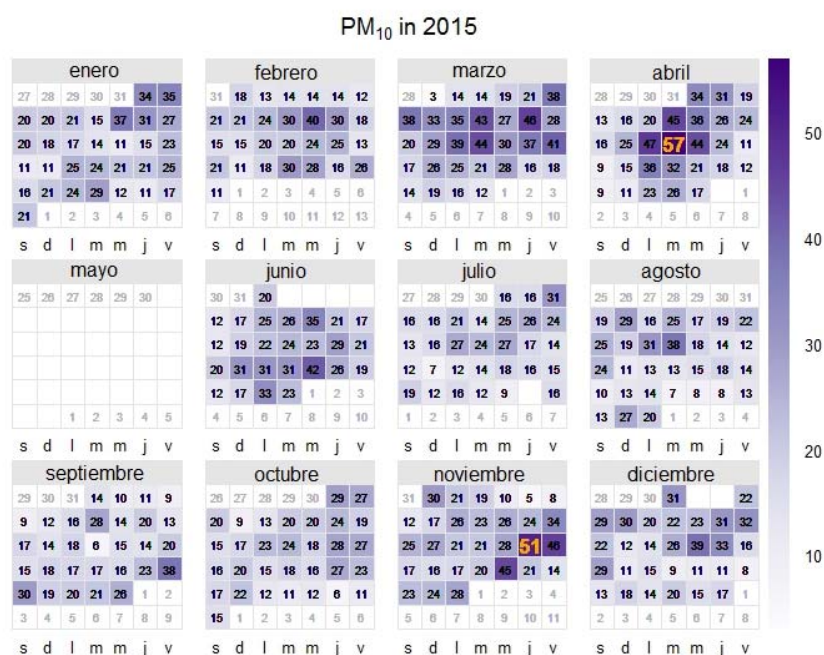 PM10 in 2015
enero
27 28 29 30 31 34 35
20 20 21 15 37 31 27
20 18 17 14 11 15 23
11 11 25 24 21 21 25
16 21 24 29 12 11 17
21 1 2 3 4 5 6
s d l m m j v
febrero
31 18 13 14 14 14 12
21 21 24 30 40 30 18
15 15 20 20 24 25 13
11 13 18 30 28 16 26
11 1 2 3 4 5 6
7 8 9 10 11 12 13
s d l m m j v
marzo
28 3 14 14 19 21 38
38 33 35 43 27 46 28
20 29 39 44 30 37 41
17 26 25 21 28 16 18
14 19 16 12 1 2 3
4 5 6 7 8 9 10
s d l m m j v
abril
28 29 30 31 34 31 19
13 16 20 45 36 26 24
16 25 47 57 44 24 11
9 15 36 32 21 14 16
9 11 23 26 17 1
2 3 4 5 6 7 8
s d l m m j v
mayo
25 26 27 28 29 30
1 2 3 4 5
s d l m m j v
junio
30 31 20
12 17 25 26 35 21 17
12 19 22 24 23 29 21
20 31 31 31 42 26 19
12 17 33 23 1 2 3
4 5 6 7 8 9 10
s d l m m j v
julio
27 28 29 30 16 16 31
16 16 21 14 25 26 24
13 16 27 24 27 17 14
12 7 12 14 18 16 15
19 12 16 12 9 16
1 2 3 4 5 6 7
s d l m m j v
agosto
25 26 27 28 29 30 31
19 29 16 25 17 19 22
25 19 31 38 18 14 12
24 11 13 13 15 18 14
10 13 14 7 8 8 13
13 27 20 1 2 3 4
s d l m m j v
septiembre
29 30 31 14 10 11 9
9 12 16 28 14 20 13
17 14 18 6 15 14 20
15 18 17 17 16 23 38
30 19 20 21 26 1 2
3 4 5 6 7 8 9
s d l m m j v
octubre
26 27 28 29 30 29 27
20 9 13 20 20 24 19
15 17 23 24 18 28 27
16 20 15 18 16 27 23
17 22 12 11 12 6 11
15 1 2 3 4 5 6
s d l m m j v
noviembre
31 30 21 19 10 5 8
12 17 26 23 26 24 34
25 27 21 21 28 51 46
16 16 17 20 45 21 14
23 24 28 1 2 3 4
5 6 7 8 9 10 11
s d l m m j v
diciembre
28 29 30 31 22
29 30 20 22 23 31 32
22 12 14 26 39 33 16
29 11 15 9 11 11 8
13 18 14 20 15 17 1
2 3 4 5 6 7 8
s d l m m j v
50
40
30
20
10